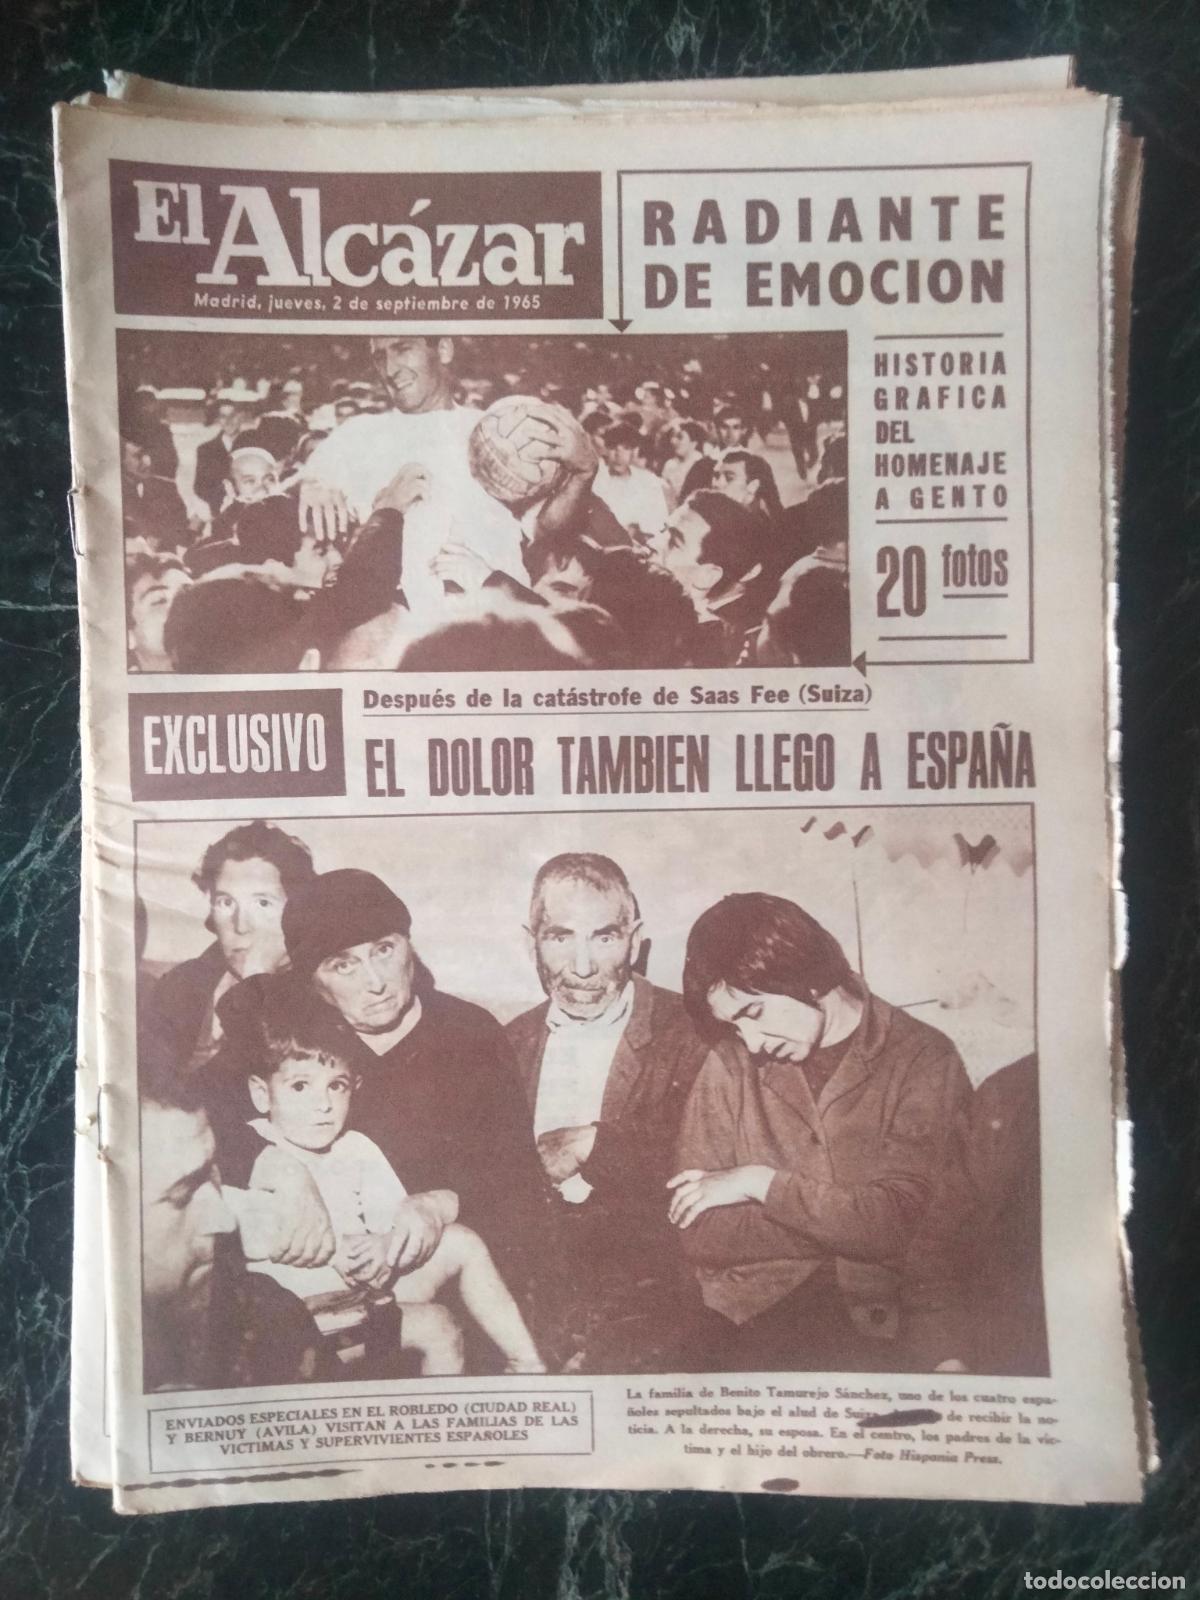 El Alcázar
Madrid, jueves, 2 de septiembre de 1965
RADIANTE
DE EMOCION
HISTORIA
GRAFICA
DEL
HOMENAJE
A GENTO
20 fotos
Después de la catástrofe de Saas Fee (Suiza)
EXCLUSIVO
EL DOLOR TAMBIEN LLEGO A ESPAÑA
ENVIADOS ESPECIALES EN EL ROBLEDO (CIUDAD REAL)
Y BERNUY (AVILA) VISITAN A LAS FAMILIAS DE LAS
VICTIMAS Y SUPERVIVIENTES ESPAÑOLES
La familia de Benito Tamurejo Sánchez, uno de los cuatro espa-
ñoles sepultados bajo el alud de Suiza, de recibir la no-
ticia. A la derecha, su esposa. En el centro, los padres de la víc-
tima y el hijo del obrero.—Foto Hispania Press.
todocoleccion